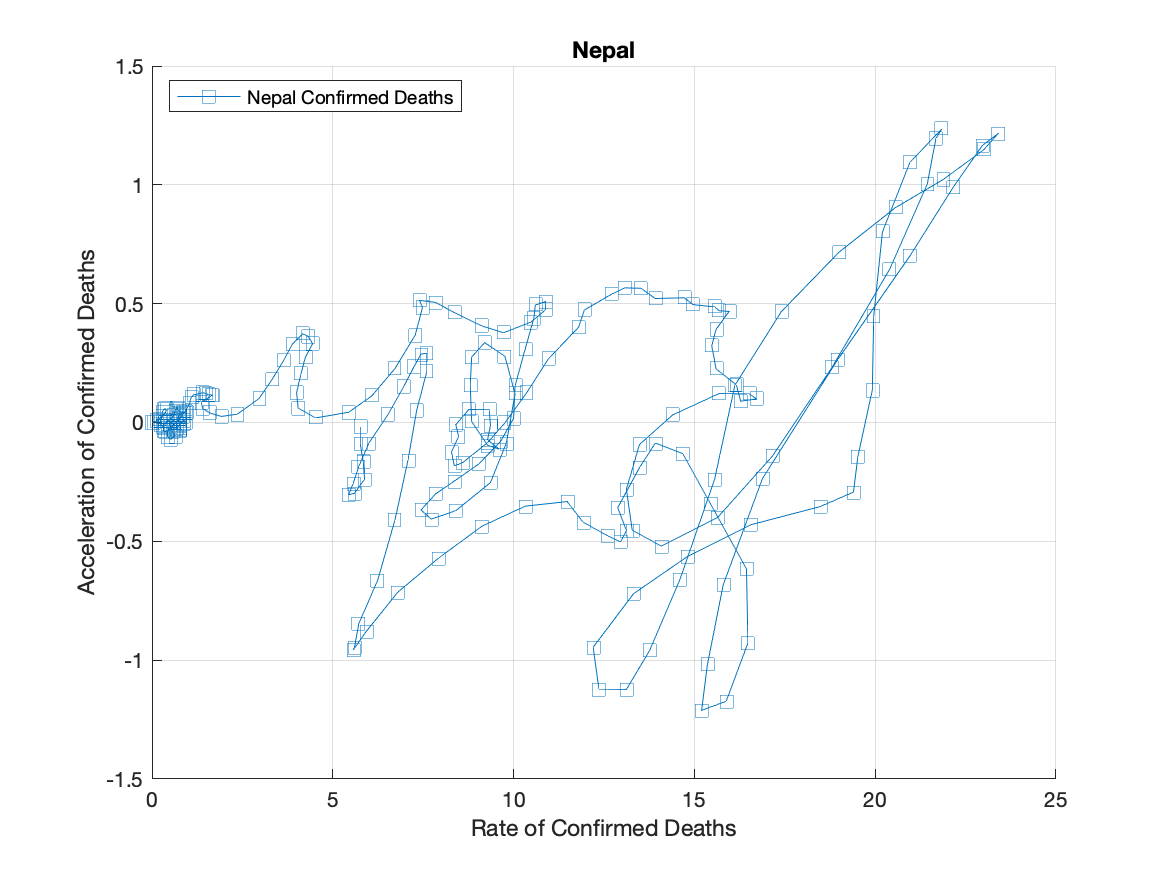 Nepal
Nepal Confirmed Deaths
1.5
1
0.5
0
-0.5
-1
-1.5
Acceleration of Confirmed Deaths
0 5 10 15 20 25
Rate of Confirmed Deaths